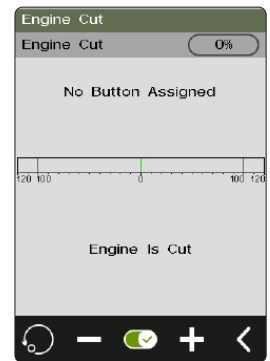 Engine Cut
Engine Cut 0%
No Button Assigned
120 100 0 100 120
Engine Is Cut